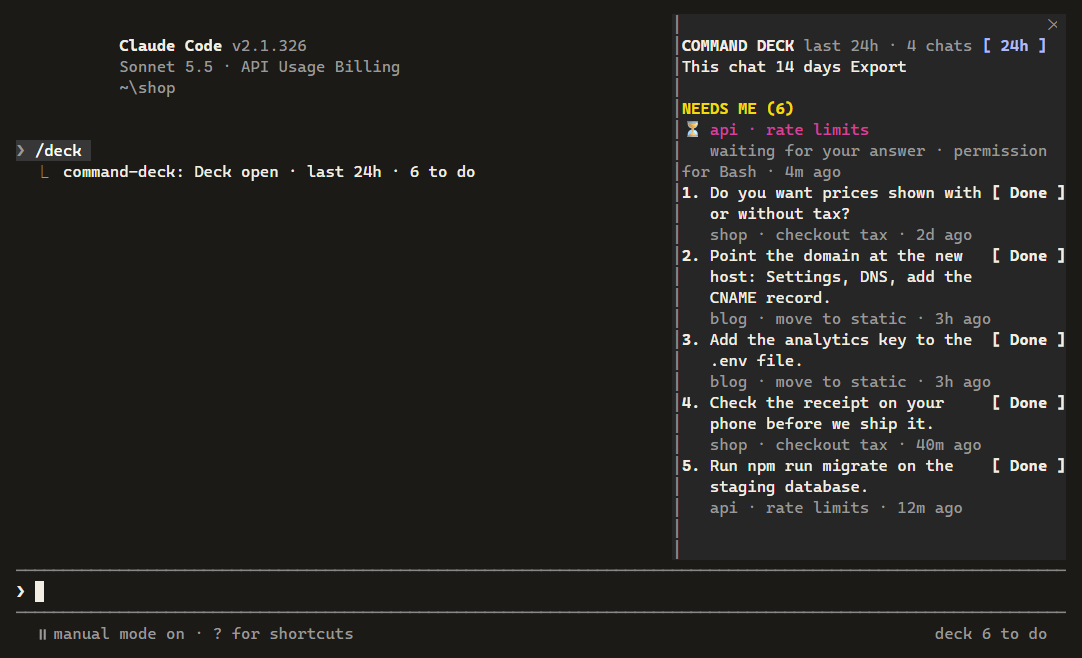 Claude Code v2.1.326
Sonnet 5.5 · API Usage Billing
~\shop
❯ /deck
└ command-deck: Deck open · last 24h · 6 to do
×
COMMAND DECK last 24h · 4 chats [ 24h ]
This chat 14 days Export
NEEDS ME (6)
⏳ api · rate limits
waiting for your answer · permission
for Bash · 4m ago
1. Do you want prices shown with [ Done ]
or without tax?
shop · checkout tax · 2d ago
2. Point the domain at the new [ Done ]
host: Settings, DNS, add the
CNAME record.
blog · move to static · 3h ago
3. Add the analytics key to the [ Done ]
.env file.
blog · move to static · 3h ago
4. Check the receipt on your [ Done ]
phone before we ship it.
shop · checkout tax · 40m ago
5. Run npm run migrate on the [ Done ]
staging database.
api · rate limits · 12m ago
❯
⏸ manual mode on · ? for shortcuts
deck 6 to do